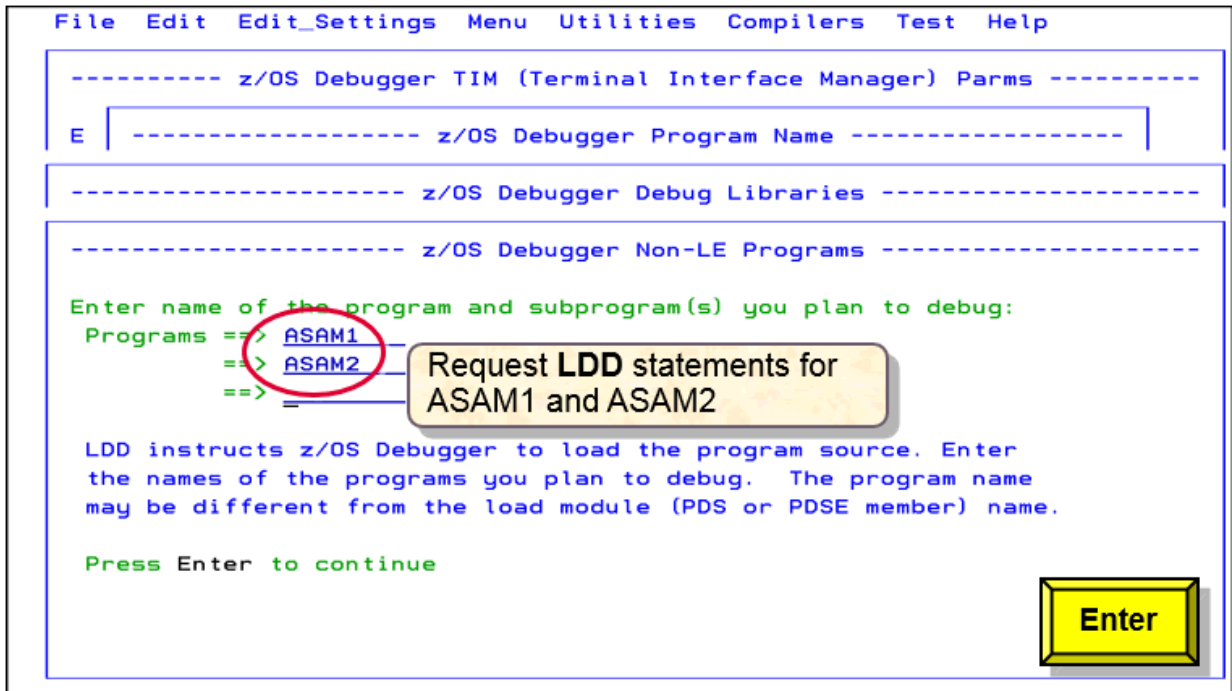 File Edit Edit_Settings Menu Utilities Compilers Test Help
---------- z/OS Debugger TIM (Terminal Interface Manager) Parms ----------
E ------------------- z/OS Debugger Program Name ------------------
---------------------- z/OS Debugger Debug Libraries ---------------------
---------------------- z/OS Debugger Non-LE Programs ---------------------
Enter name of the program and subprogram(s) you plan to debug:
Programs ==> ASAM1
==> ASAM2
==> _
Request LDD statements for
ASAM1 and ASAM2
LDD instructs z/OS Debugger to load the program source. Enter
the names of the programs you plan to debug. The program name
may be different from the load module (PDS or PDSE member) name.
Press Enter to continue
Enter